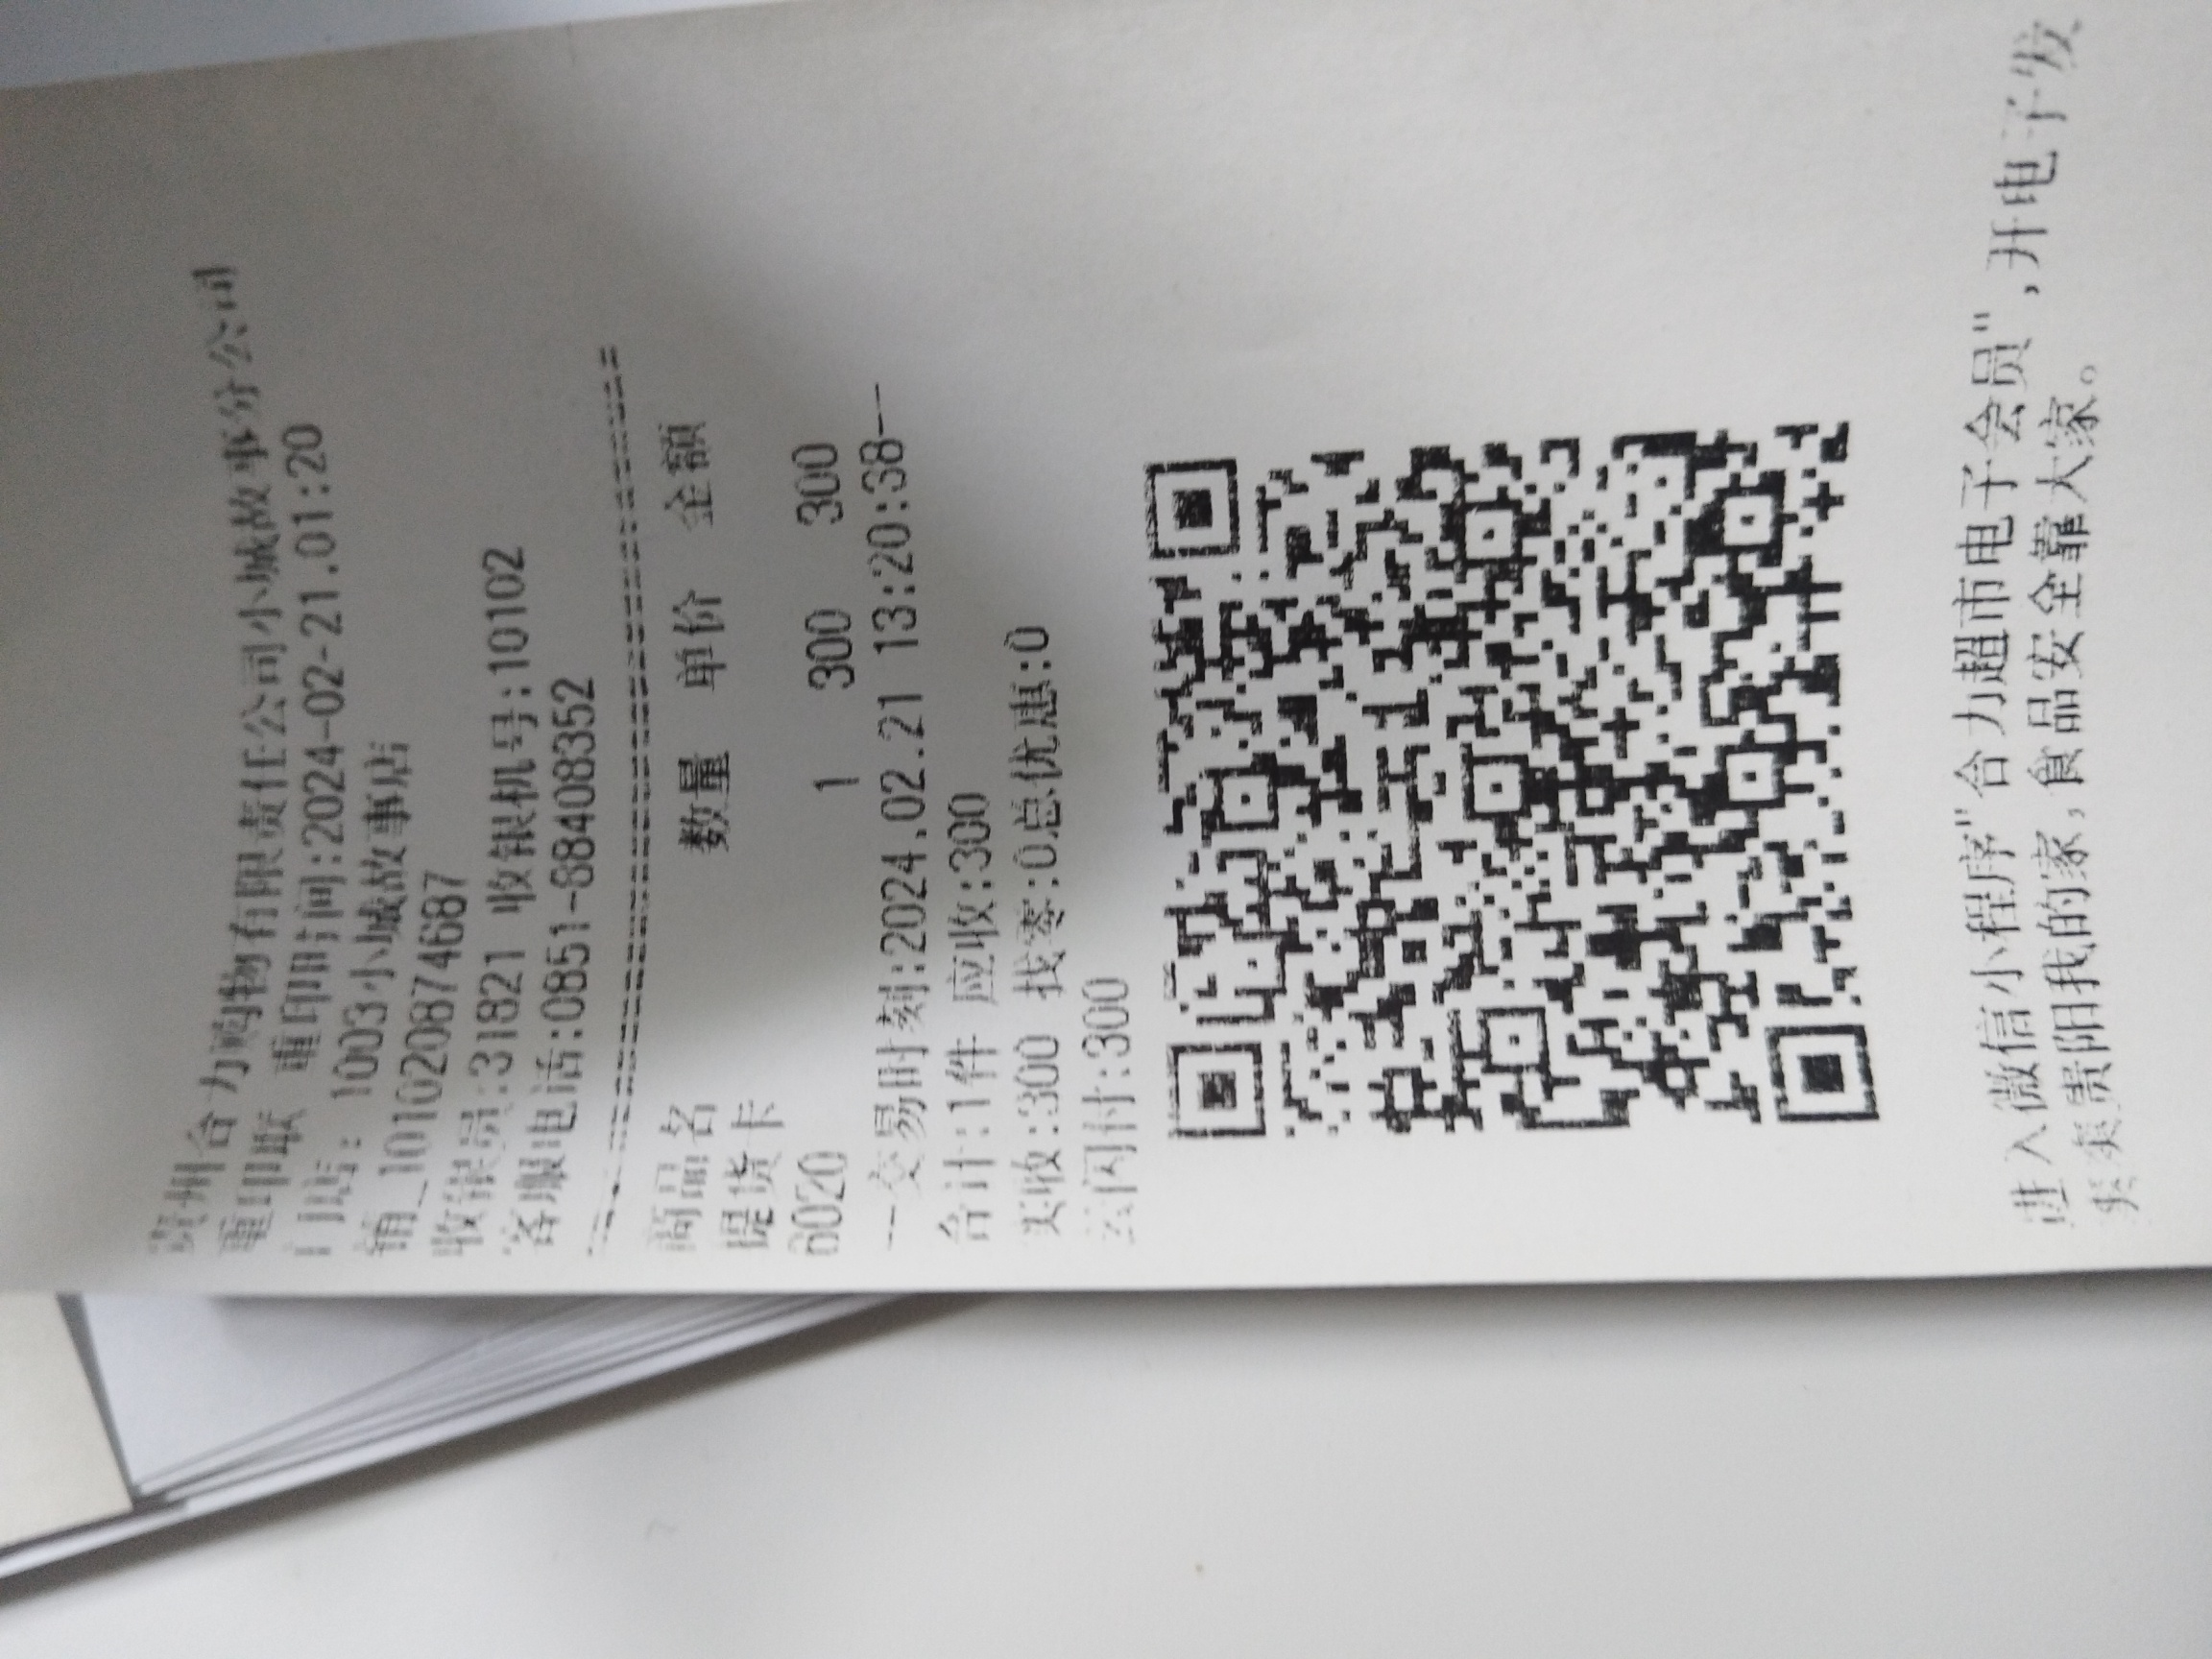 贵州合力购物有限责任公司小城故事分公司
重印联 重印时间:2024-02-21.01:20
门店: 1003小城故事店
销_1010208746​87
收银员:31821 收银机号:10102
客服电话:0851-88408352
商品名 数量 单价 金额
提货卡
6020 1 300 300
--交易时刻:2024.02.21 13:20:38--
合计:1件 应收:300
实收:300 找零:0总优惠:0
云闪付:300
进入微信小程序"合力超市电子会员",开电子发
票。爽爽贵阳我的家,食品安全靠大家。